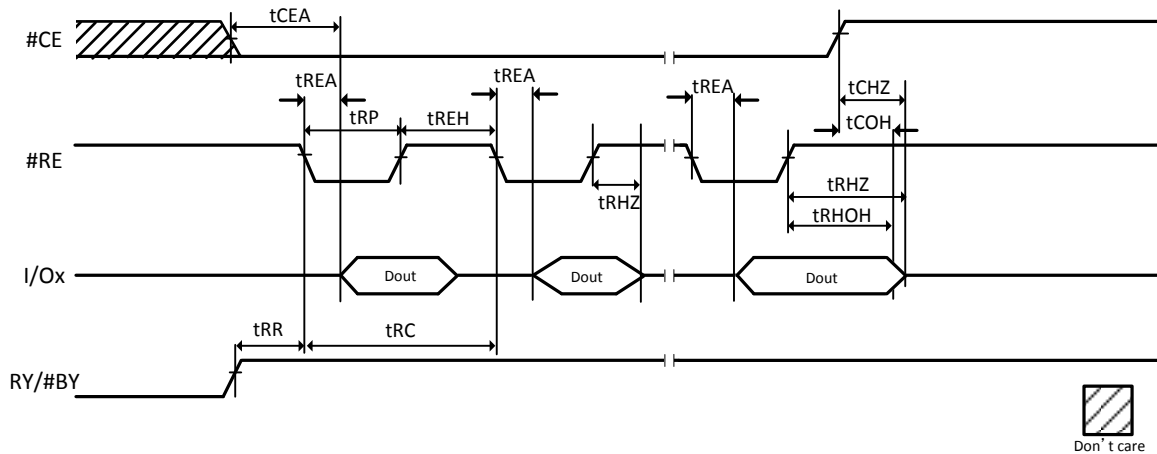 tCEA
#CE
tREA
tREA
tREA
tCHZ
tRP
tREH
tCOH
#RE
tRHZ
tRHZ
tRHOH
I/Ox
Dout
Dout
Dout
tRR
tRC
RY/#BY
Don't care